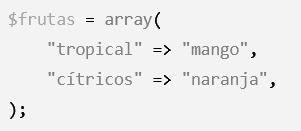 $frutas = array(
    "tropical" => "mango",
    "cítricos" => "naranja",
);